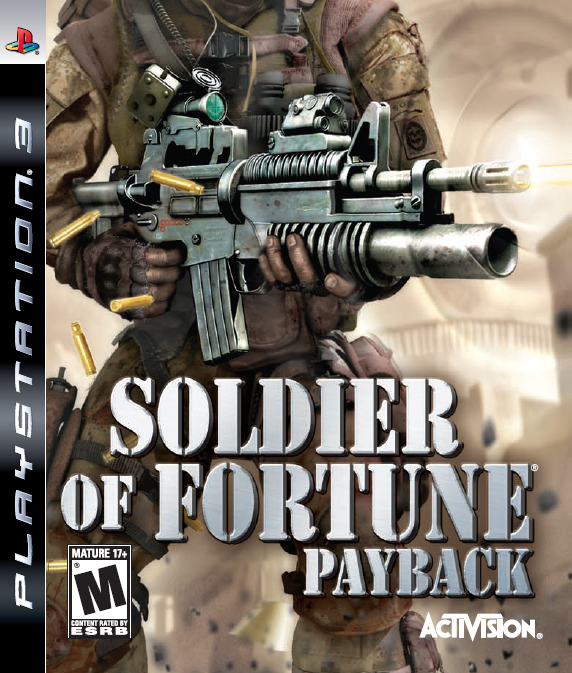 PLAYSTATION®3
SOLDIER
OF FORTUNE®
PAYBACK
MATURE 17+
M®
CONTENT RATED BY
ESRB
ACTIVISION®